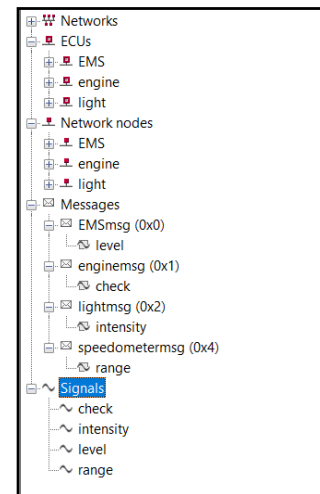 Networks
ECUs
EMS
engine
light
Network nodes
EMS
engine
light
Messages
EMSmsg (0x0)
level
enginemsg (0x1)
check
lightmsg (0x2)
intensity
speedometermsg (0x4)
range
Signals
check
intensity
level
range